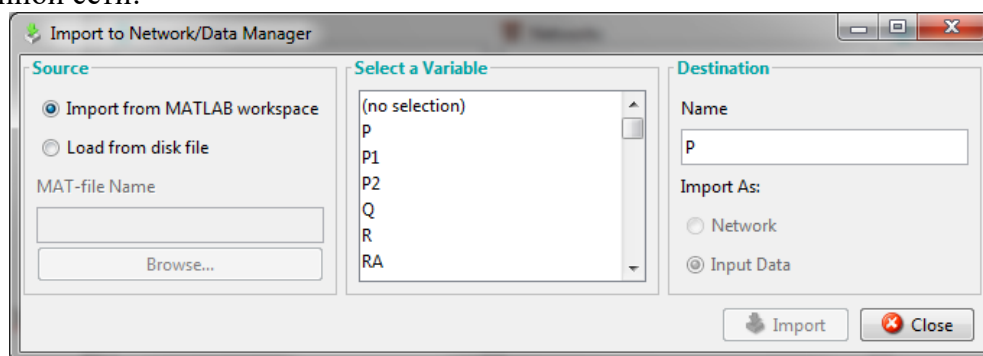 сети.
Import to Network/Data Manager
Source
Import from MATLAB workspace
Load from disk file
MAT-file Name
Browse...
Select a Variable
(no selection)
P
P1
P2
Q
R
RA
Destination
Name
P
Import As:
Network
Input Data
Import
Close